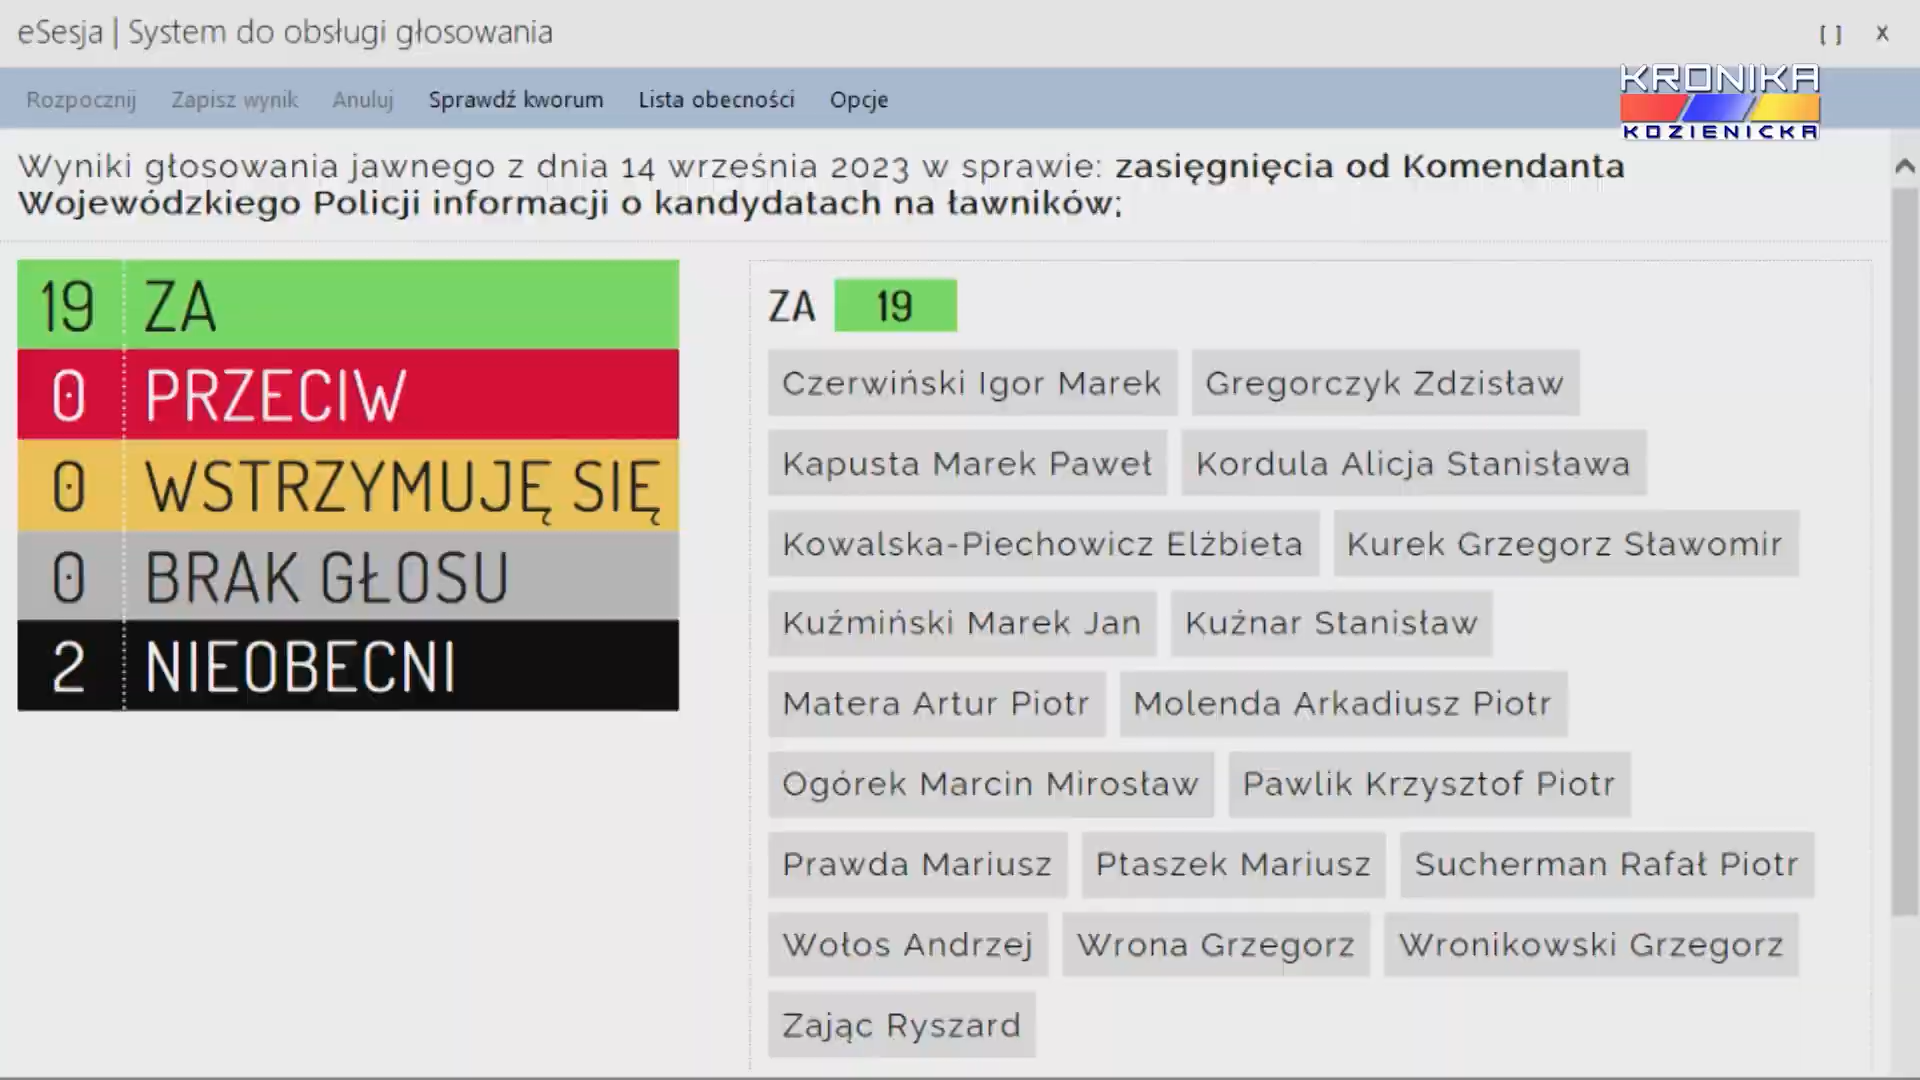 eSesja | System do obsługi głosowania
[ ] X
Rozpocznij Zapisz wynik Anuluj Sprawdź kworum Lista obecności Opcje
KRONIKA
KOZIENICKA
Wyniki głosowania jawnego z dnia 14 września 2023 w sprawie: zasięgnięcia od Komendanta
Wojewódzkiego Policji informacji o kandydatach na ławników;
19 ZA
0 PRZECIW
0 WSTRZYMUJĘ SIĘ
0 BRAK GŁOSU
2 NIEOBECNI
ZA 19
Czerwiński Igor Marek Gregorczyk Zdzisław
Kapusta Marek Paweł Kordula Alicja Stanisława
Kowalska-Piechowicz Elżbieta Kurek Grzegorz Sławomir
Kuźmiński Marek Jan Kuźnar Stanisław
Matera Artur Piotr Molenda Arkadiusz Piotr
Ogórek Marcin Mirosław Pawlik Krzysztof Piotr
Prawda Mariusz Ptaszek Mariusz Sucherman Rafał Piotr
Wołos Andrzej Wrona Grzegorz Wronikowski Grzegorz
Zając Ryszard